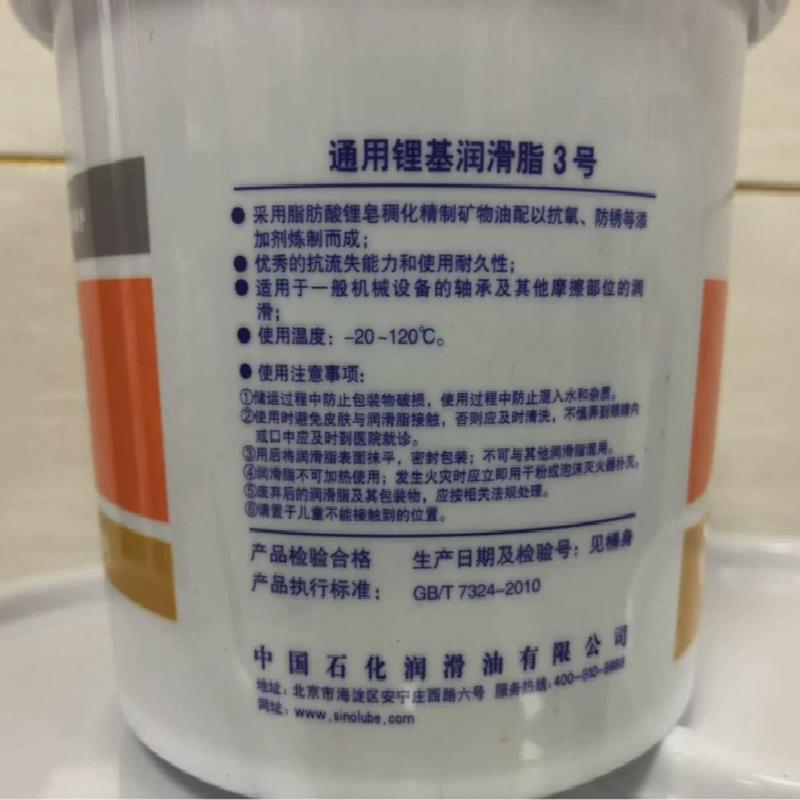 通用锂基润滑脂 3号
● 采用脂肪酸锂皂稠化精制矿物油配以抗氧、防锈等添
加剂炼制而成;
● 优秀的抗流失能力和使用耐久性;
● 适用于一般机械设备的轴承及其他摩擦部位的润
滑;
● 使用温度: -20~120℃。
● 使用注意事项:
①储运过程中防止包装物破损, 使用过程中防止混入水和杂质。
②使用时避免皮肤与润滑脂接触, 否则应及时清洗, 不慎弄到眼睛内
或口中应及时到医院就诊。
③用后将润滑脂表面抹平, 密封包装; 不可与其他润滑脂混用。
④润滑脂不可加热使用; 发生火灾时应立即用干粉或泡沫灭火器扑灭。
⑤废弃后的润滑脂及其包装物, 应按相关法规处理。
⑥请置于儿童不能接触到的位置。
产品检验合格 生产日期及检验号: 见桶身
产品执行标准: GB/T 7324-2010
中国石化润滑油有限公司
地址: 北京市海淀区安宁庄西路六号 服务热线: 400-810-9886
网址: www.sinolube.com